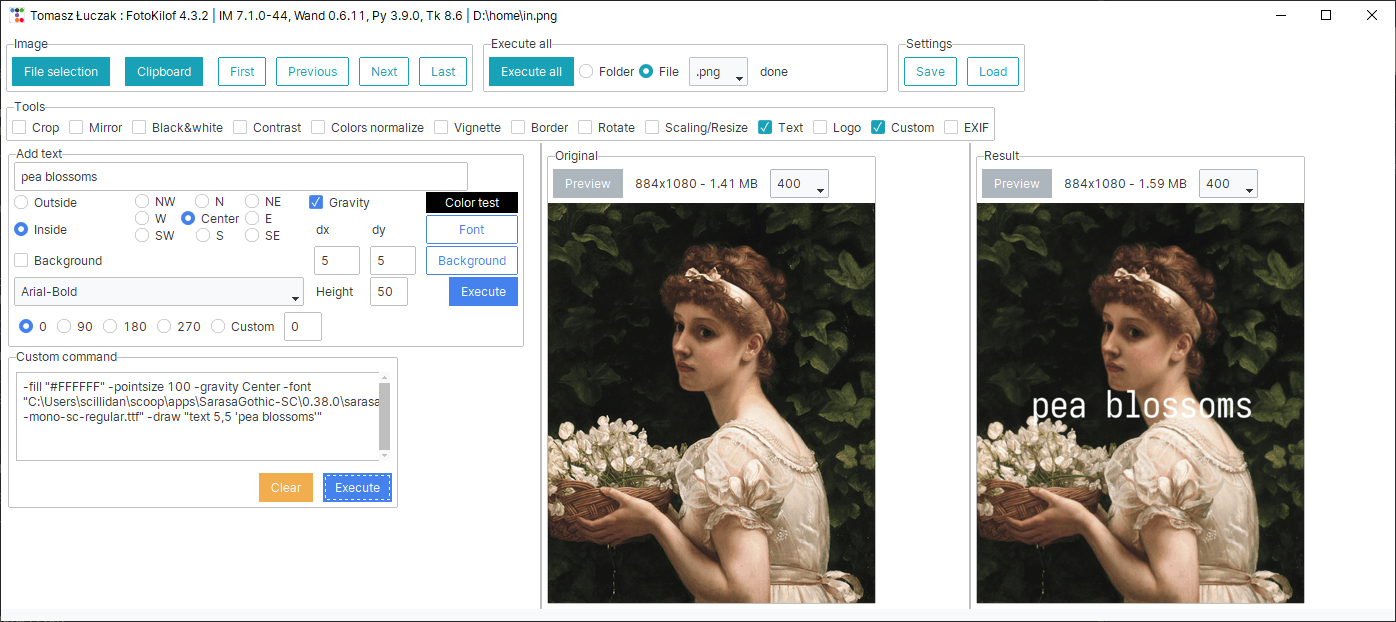 Tomasz Łuczak : FotoKilof 4.3.2 | IM 7.1.0-44, Wand 0.6.11, Py 3.9.0, Tk 8.6 | D:\home\in.png
Image
File selection Clipboard First Previous Next Last
Execute all
Execute all Folder File .png done
Settings
Save Load
Tools
Crop Mirror Black&white Contrast Colors normalize Vignette Border Rotate Scaling/Resize Text Logo Custom EXIF
Add text
pea blossoms
Outside NW N NE Gravity Color test
W Center E
Inside SW S SE dx dy Font
Background 5 5 Background
Arial-Bold Height 50 Execute
0 90 180 270 Custom 0
Custom command
-fill "#FFFFFF" -pointsize 100 -gravity Center -font
"C:\Users\scillidan\scoop\apps\SarasaGothic-SC\0.38.0\sarasa
-mono-sc-regular.ttf" -draw "text 5,5 'pea blossoms'"
Clear Execute
Original
Preview 884x1080 - 1.41 MB 400
Result
Preview 884x1080 - 1.59 MB 400
pea blossoms